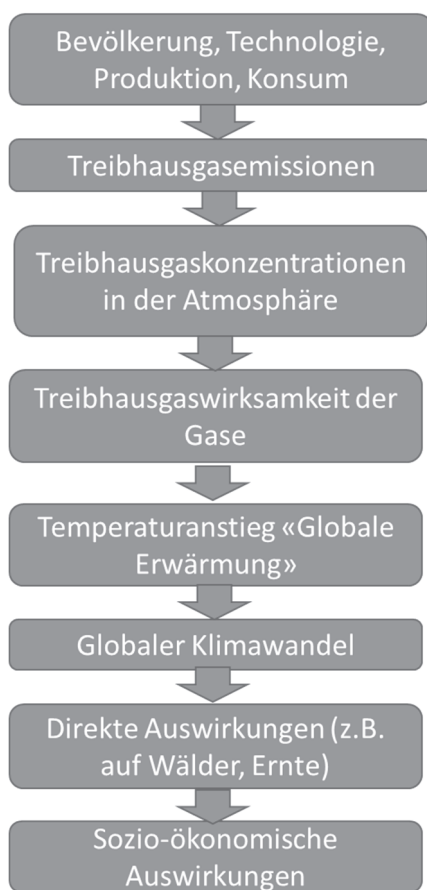 Bevölkerung, Technologie,
Produktion, Konsum
Treibhausgasemissionen
Treibhausgaskonzentrationen
in der Atmosphäre
Treibhausgaswirksamkeit der
Gase
Temperaturanstieg «Globale
Erwärmung»
Globaler Klimawandel
Direkte Auswirkungen (z.B.
auf Wälder, Ernte)
Sozio-ökonomische
Auswirkungen